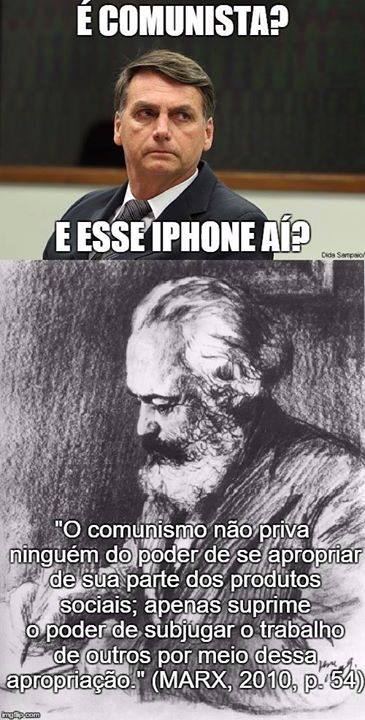 É COMUNISTA?
E ESSE IPHONE AÍ?
Dida Sampaio/
"O comunismo não priva
ninguém do poder de se apropriar
de sua parte dos produtos
sociais; apenas suprime
o poder de subjugar o trabalho
de outros por meio dessa
apropriação." (MARX, 2010, p. 54)
imgflip.com